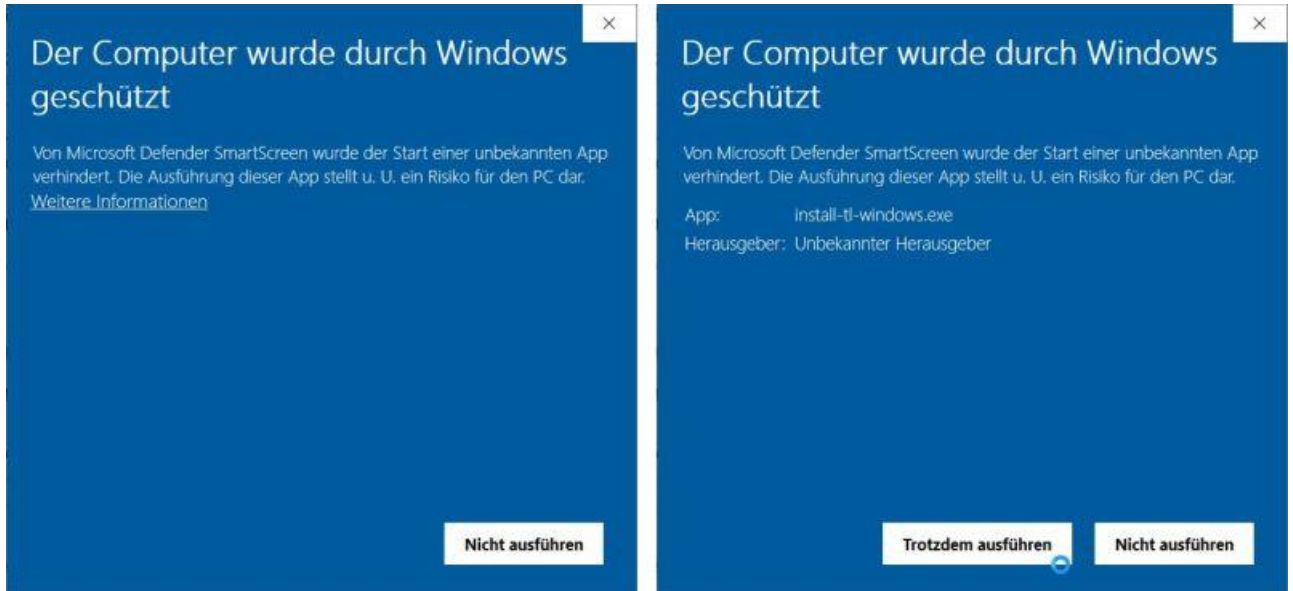 Der Computer wurde durch Windows
geschützt
Von Microsoft Defender SmartScreen wurde der Start einer unbekannten App
verhindert. Die Ausführung dieser App stellt u. U. ein Risiko für den PC dar.
Weitere Informationen
Nicht ausführen
Der Computer wurde durch Windows
geschützt
Von Microsoft Defender SmartScreen wurde der Start einer unbekannten App
verhindert. Die Ausführung dieser App stellt u. U. ein Risiko für den PC dar.
App: install-tl-windows.exe
Herausgeber: Unbekannter Herausgeber
Trotzdem ausführen Nicht ausführen